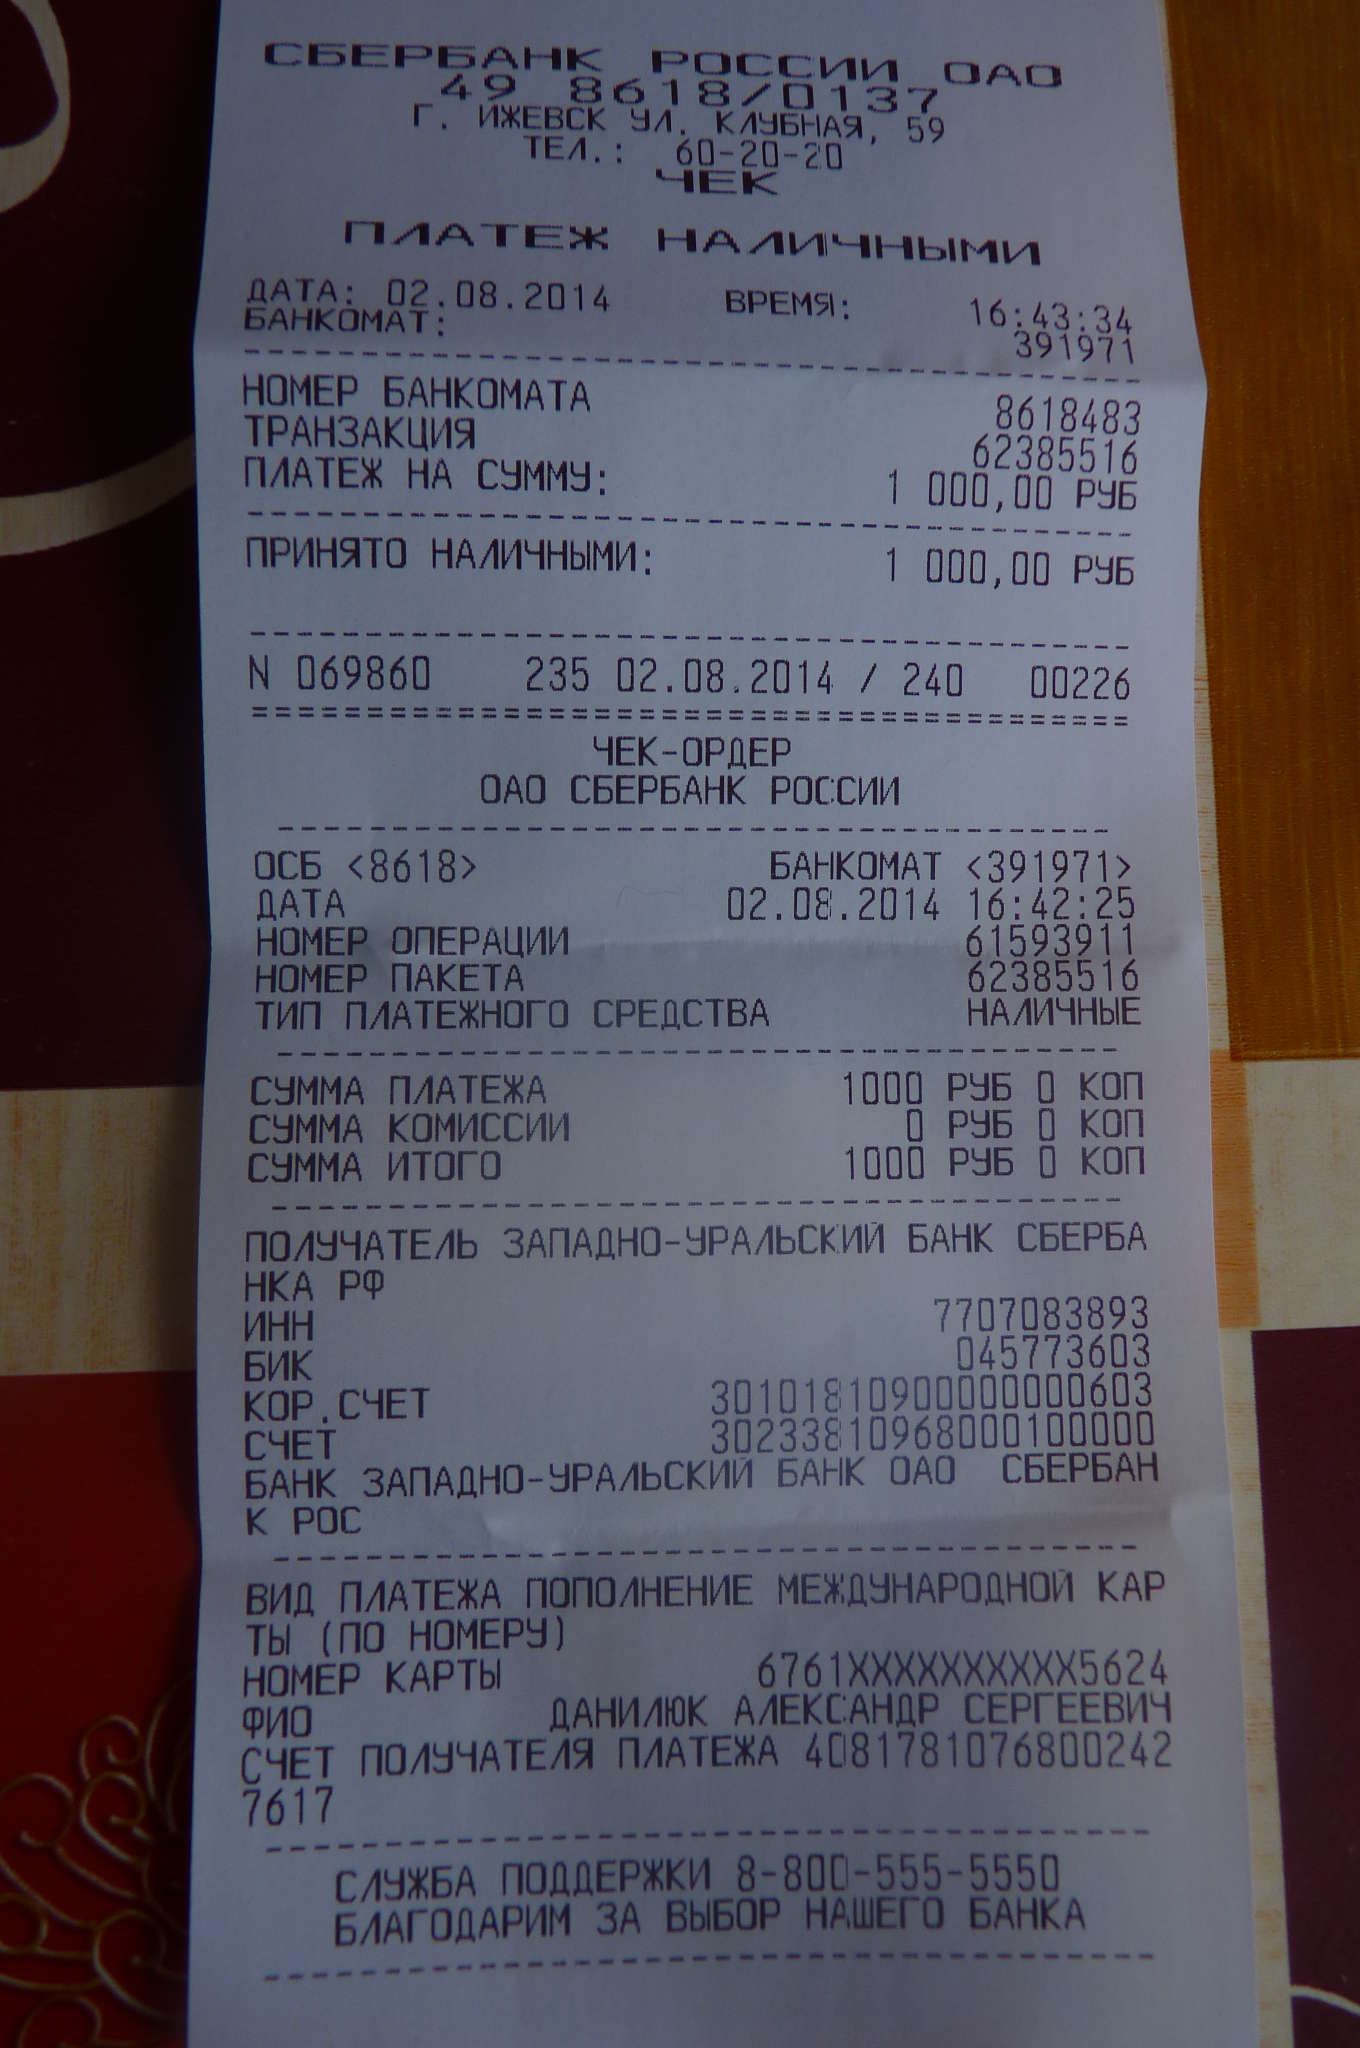 СБЕРБАНК РОССИИ ОАО
49 8618/0137
Г. ИЖЕВСК УЛ. КЛУБНАЯ, 59
ТЕЛ.: 60-20-20
ЧЕК
ПЛАТЕЖ НАЛИЧНЫМИ
ДАТА: 02.08.2014 ВРЕМЯ: 16:43:34
БАНКОМАТ: 391971
НОМЕР БАНКОМАТА 8618483
ТРАНЗАКЦИЯ 62385516
ПЛАТЕЖ НА СУММУ: 1 000,00 РУБ
ПРИНЯТО НАЛИЧНЫМИ: 1 000,00 РУБ
N 069860 235 02.08.2014 / 240 00226
ЧЕК-ОРДЕР
ОАО СБЕРБАНК РОССИИ
ОСБ <8618> БАНКОМАТ <391971>
ДАТА 02.08.2014 16:42:25
НОМЕР ОПЕРАЦИИ 61593911
НОМЕР ПАКЕТА 62385516
ТИП ПЛАТЕЖНОГО СРЕДСТВА НАЛИЧНЫЕ
СУММА ПЛАТЕЖА 1000 РУБ 0 КОП
СУММА КОМИССИИ 0 РУБ 0 КОП
СУММА ИТОГО 1000 РУБ 0 КОП
ПОЛУЧАТЕЛЬ ЗАПАДНО-УРАЛЬСКИЙ БАНК СБЕРБА
НКА РФ
ИНН 7707083893
БИК 045773603
КОР.СЧЕТ 30101810900000000603
СЧЕТ 30233810968000100000
БАНК ЗАПАДНО-УРАЛЬСКИЙ БАНК ОАО СБЕРБАН
К РОС
ВИД ПЛАТЕЖА ПОПОЛНЕНИЕ МЕЖДУНАРОДНОЙ КАР
ТЫ (ПО НОМЕРУ)
НОМЕР КАРТЫ 6761XXXXXXXXXX5624
ФИО ДАНИЛЮК АЛЕКСАНДР СЕРГЕЕВИЧ
СЧЕТ ПОЛУЧАТЕЛЯ ПЛАТЕЖА 4081781076800242
7617
СЛУЖБА ПОДДЕРЖКИ 8-800-555-5550
БЛАГОДАРИМ ЗА ВЫБОР НАШЕГО БАНКА